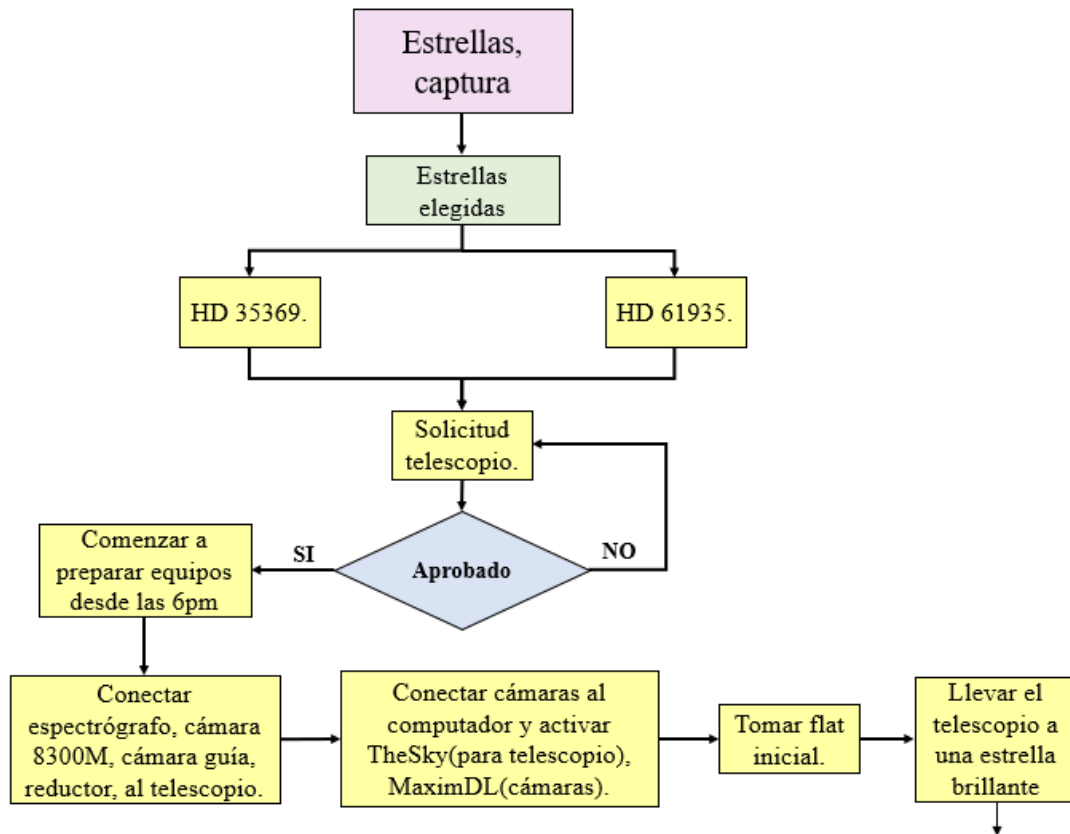 Estrellas,
captura
Estrellas
elegidas
HD 35369.
HD 61935.
Solicitud
telescopio.
Aprobado
SI
NO
Comenzar a
preparar equipos
desde las 6pm
Conectar
espectrógrafo, cámara
8300M, cámara guía,
reductor, al telescopio.
Conectar cámaras al
computador y activar
TheSky(para telescopio),
MaximDL(cámaras).
Tomar flat
inicial.
Llevar el
telescopio a
una estrella
brillante